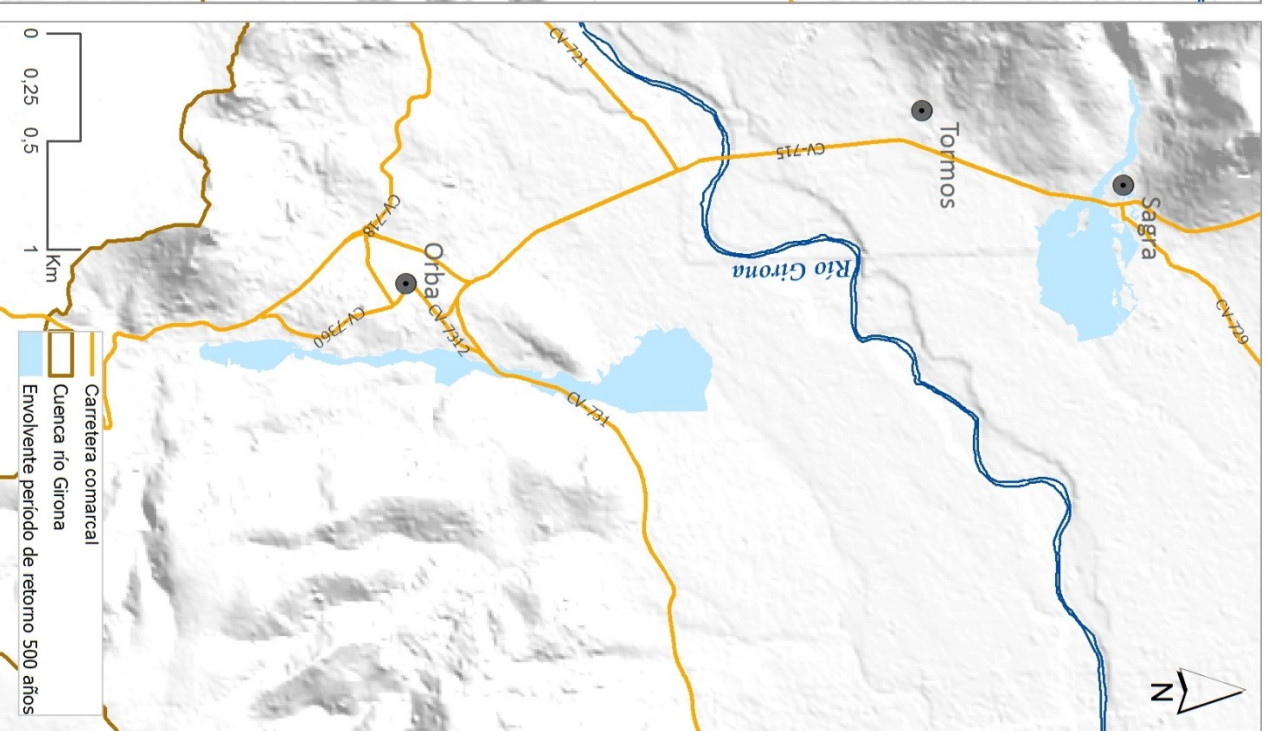 Sagra
CV-729
Tormos
CV-715
Río Girona
CV-721
CV-718
Orba
CV-7312
CV-7360
CV-731
0 0,25 0,5 1
Km
N
Carretera comarcal
Cuenca río Girona
Envolvente período de retorno 500 años